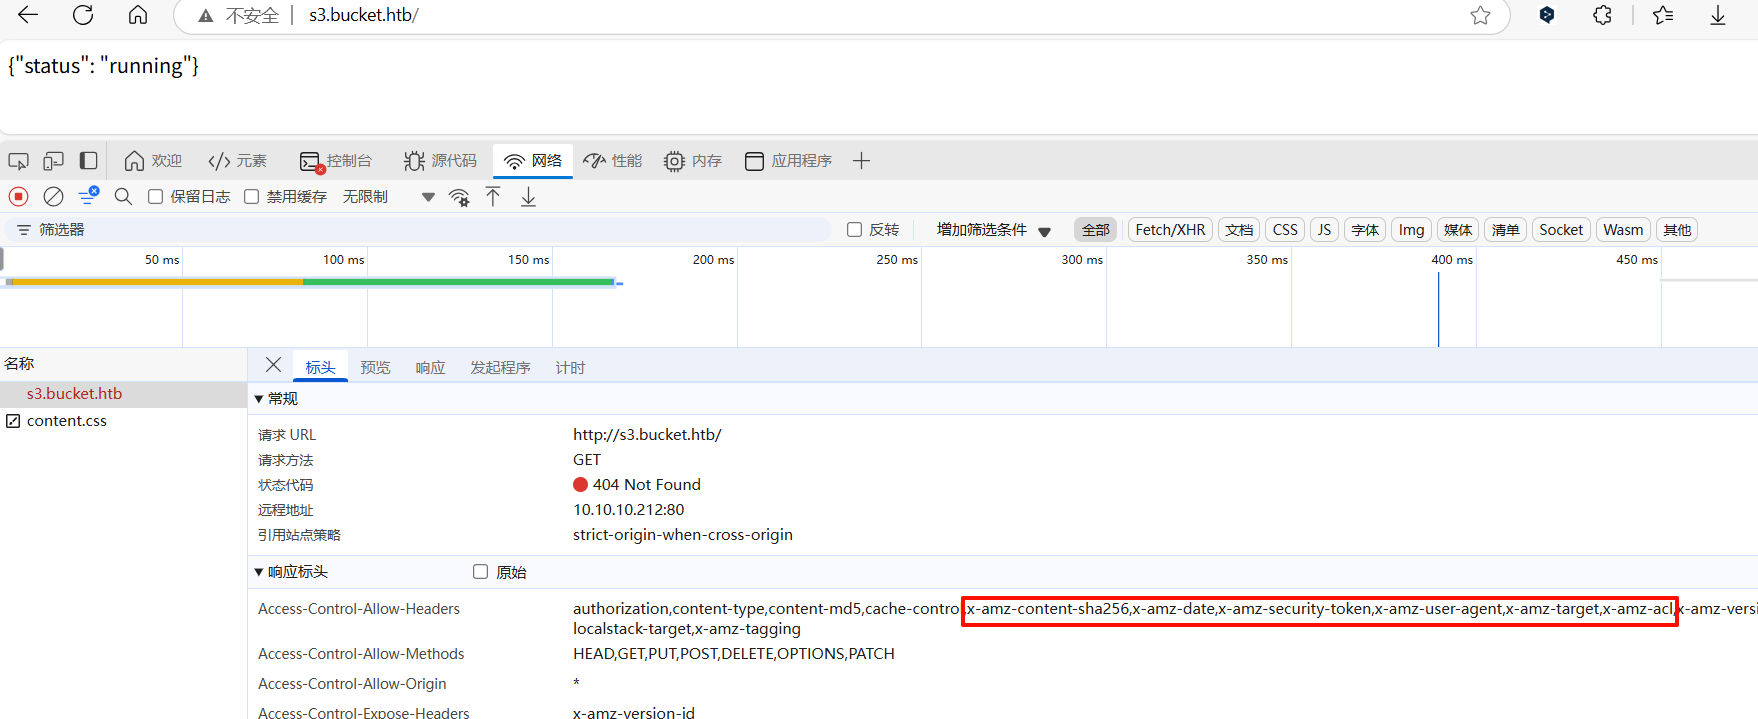 不安全 s3.bucket.htb/
{"status": "running"}
欢迎 元素 控制台 源代码 网络 性能 内存 应用程序
保留日志 禁用缓存 无限制
筛选器 反转 增加筛选条件 全部 Fetch/XHR 文档 CSS JS 字体 Img 媒体 清单 Socket Wasm 其他
50 ms 100 ms 150 ms 200 ms 250 ms 300 ms 350 ms 400 ms 450 ms
名称 标头 预览 响应 发起程序 计时
s3.bucket.htb
content.css
常规
请求 URL http://s3.bucket.htb/
请求方法 GET
状态代码 404 Not Found
远程地址 10.10.10.212:80
引用站点策略 strict-origin-when-cross-origin
响应标头 原始
Access-Control-Allow-Headers authorization,content-type,content-md5,cache-control,x-amz-content-sha256,x-amz-date,x-amz-security-token,x-amz-user-agent,x-amz-target,x-amz-acl,x-amz-versi
localstack-target,x-amz-tagging
Access-Control-Allow-Methods HEAD,GET,PUT,POST,DELETE,OPTIONS,PATCH
Access-Control-Allow-Origin *
Access-Control-Expose-Headers x-amz-version-id